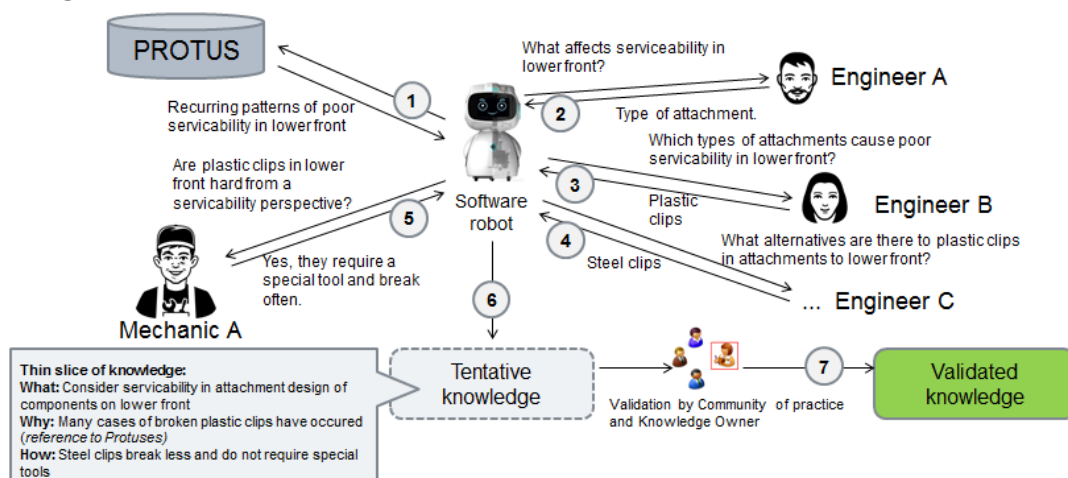 PROTUS
Recurring patterns of poor
servicability in lower front
1
What affects serviceability in
lower front?
2
Type of attachment.
Engineer A
Which types of attachments cause poor
servicability in lower front?
3
Plastic
clips
Engineer B
What alternatives are there to plastic clips
in attachments to lower front?
4
Steel clips
... Engineer C
Are plastic clips in lower
front hard from a
servicability perspective?
5
Yes, they require a
special tool and break
often.
Mechanic A
Software
robot
6
Thin slice of knowledge:
What: Consider servicability in attachment design of
components on lower front
Why: Many cases of broken plastic clips have occured
(reference to Protuses)
How: Steel clips break less and do not require special
tools
Tentative
knowledge
Validation by Community of practice
and Knowledge Owner
7
Validated
knowledge